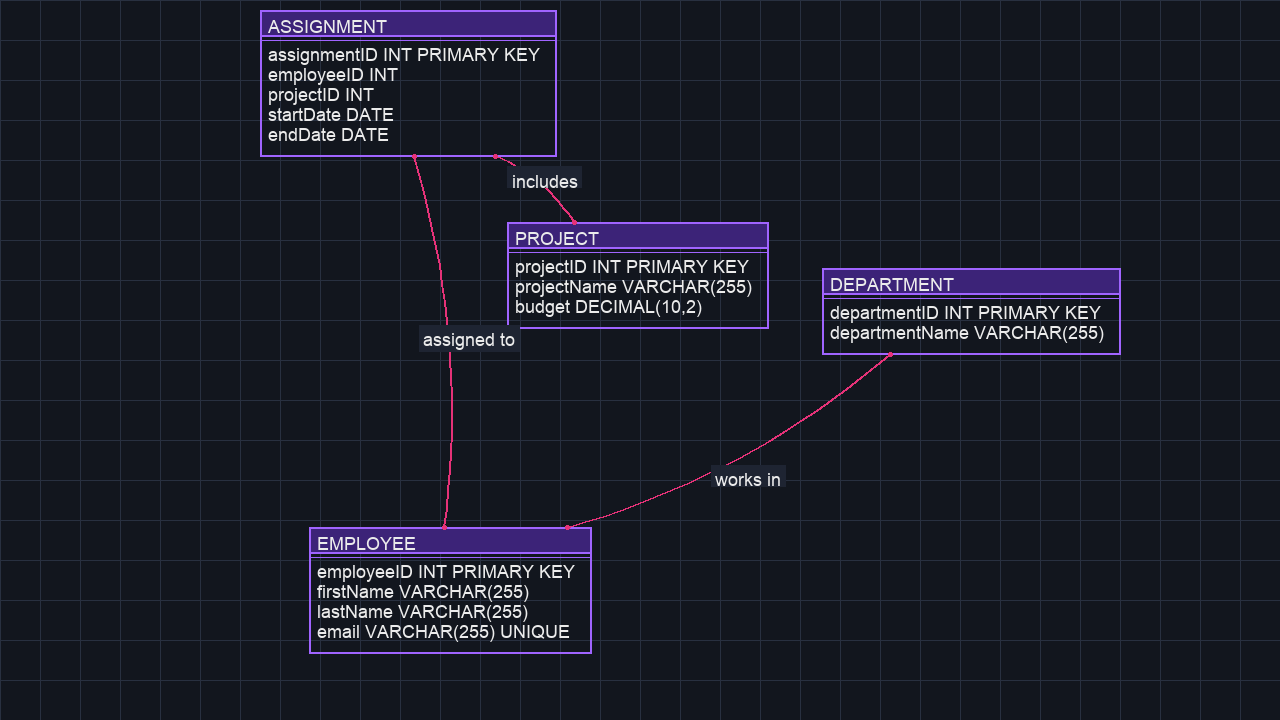 ASSIGNMENT
assignmentID INT PRIMARY KEY
employeeID INT
projectID INT
startDate DATE
endDate DATE
includes
PROJECT
projectID INT PRIMARY KEY
projectName VARCHAR(255)
budget DECIMAL(10,2)
DEPARTMENT
departmentID INT PRIMARY KEY
departmentName VARCHAR(255)
assigned to
works in
EMPLOYEE
employeeID INT PRIMARY KEY
firstName VARCHAR(255)
lastName VARCHAR(255)
email VARCHAR(255) UNIQUE